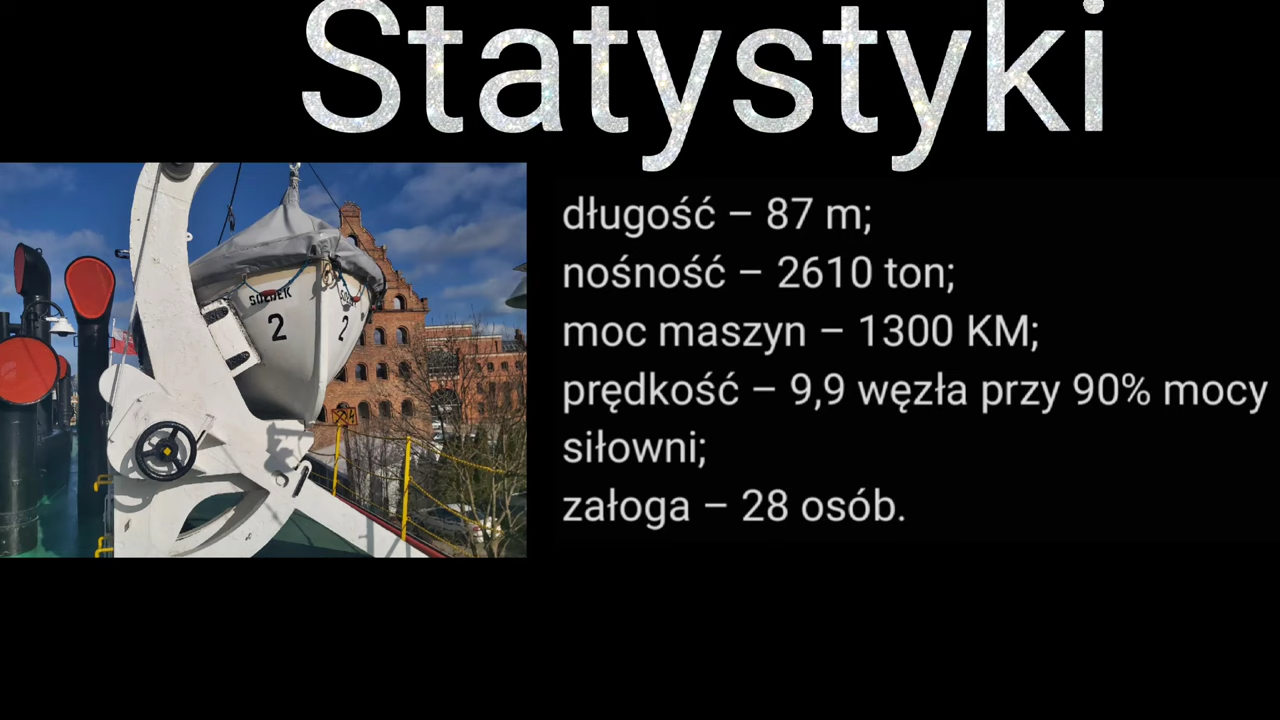 Statystyki
długość – 87 m;
nośność – 2610 ton;
moc maszyn – 1300 KM;
prędkość – 9,9 węzła przy 90% mocy
siłowni;
załoga – 28 osób.
SOŁDEK
2
2